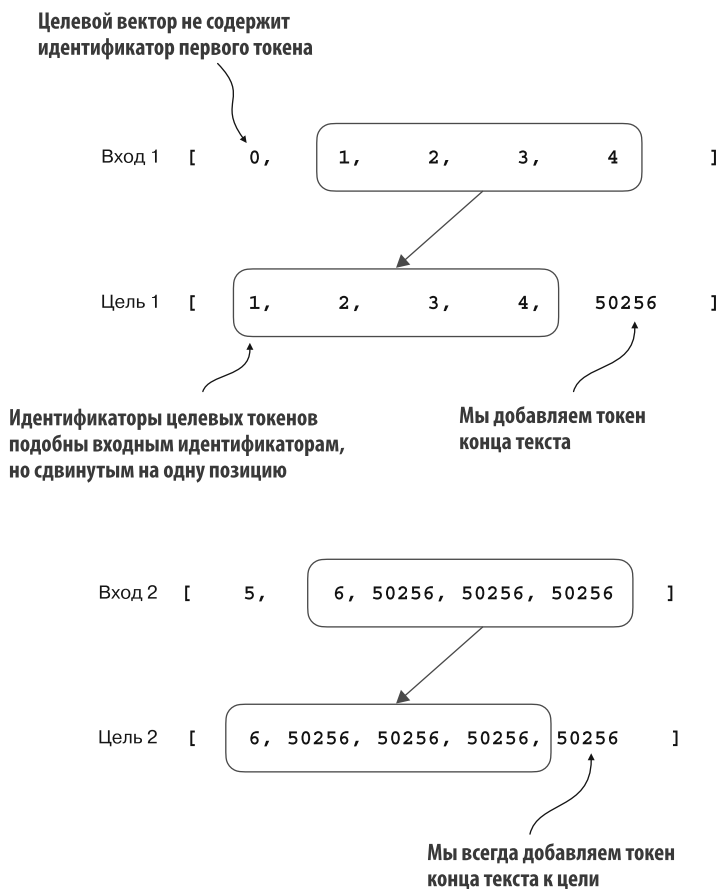 Целевой вектор не содержит
идентификатор первого токена
Вход 1 [ 0, 1, 2, 3, 4 ]
Цель 1 [ 1, 2, 3, 4, 50256 ]
Идентификаторы целевых токенов
подобны входным идентификаторам,
но сдвинутым на одну позицию
Мы добавляем токен
конца текста
Вход 2 [ 5, 6, 50256, 50256, 50256 ]
Цель 2 [ 6, 50256, 50256, 50256, 50256 ]
Мы всегда добавляем токен
конца текста к цели